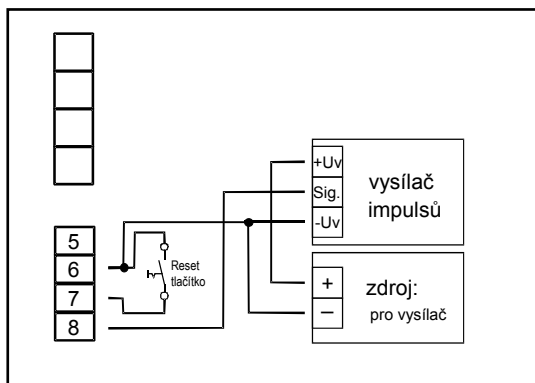 5
6
7
8
Reset
tlačítko
+Uv
Sig.
-Uv
vysílač
impulsů
+
−
zdroj:
pro vysílač